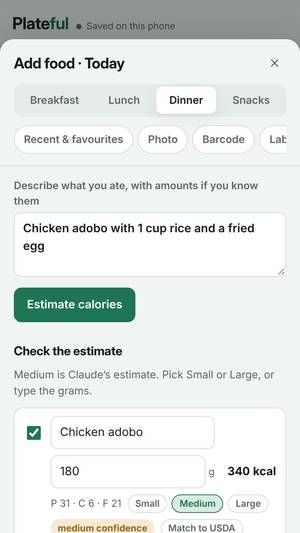 Plateful ● Saved on this phone
Add food · Today ×
Breakfast Lunch Dinner Snacks
Recent & favourites Photo Barcode Lab
Describe what you ate, with amounts if you know
them
Chicken adobo with 1 cup rice and a fried
egg
Estimate calories
Check the estimate
Medium is Claude's estimate. Pick Small or Large, or
type the grams.
Chicken adobo
180 g 340 kcal
P 31 · C 6 · F 21 Small Medium Large
medium confidence Match to USDA